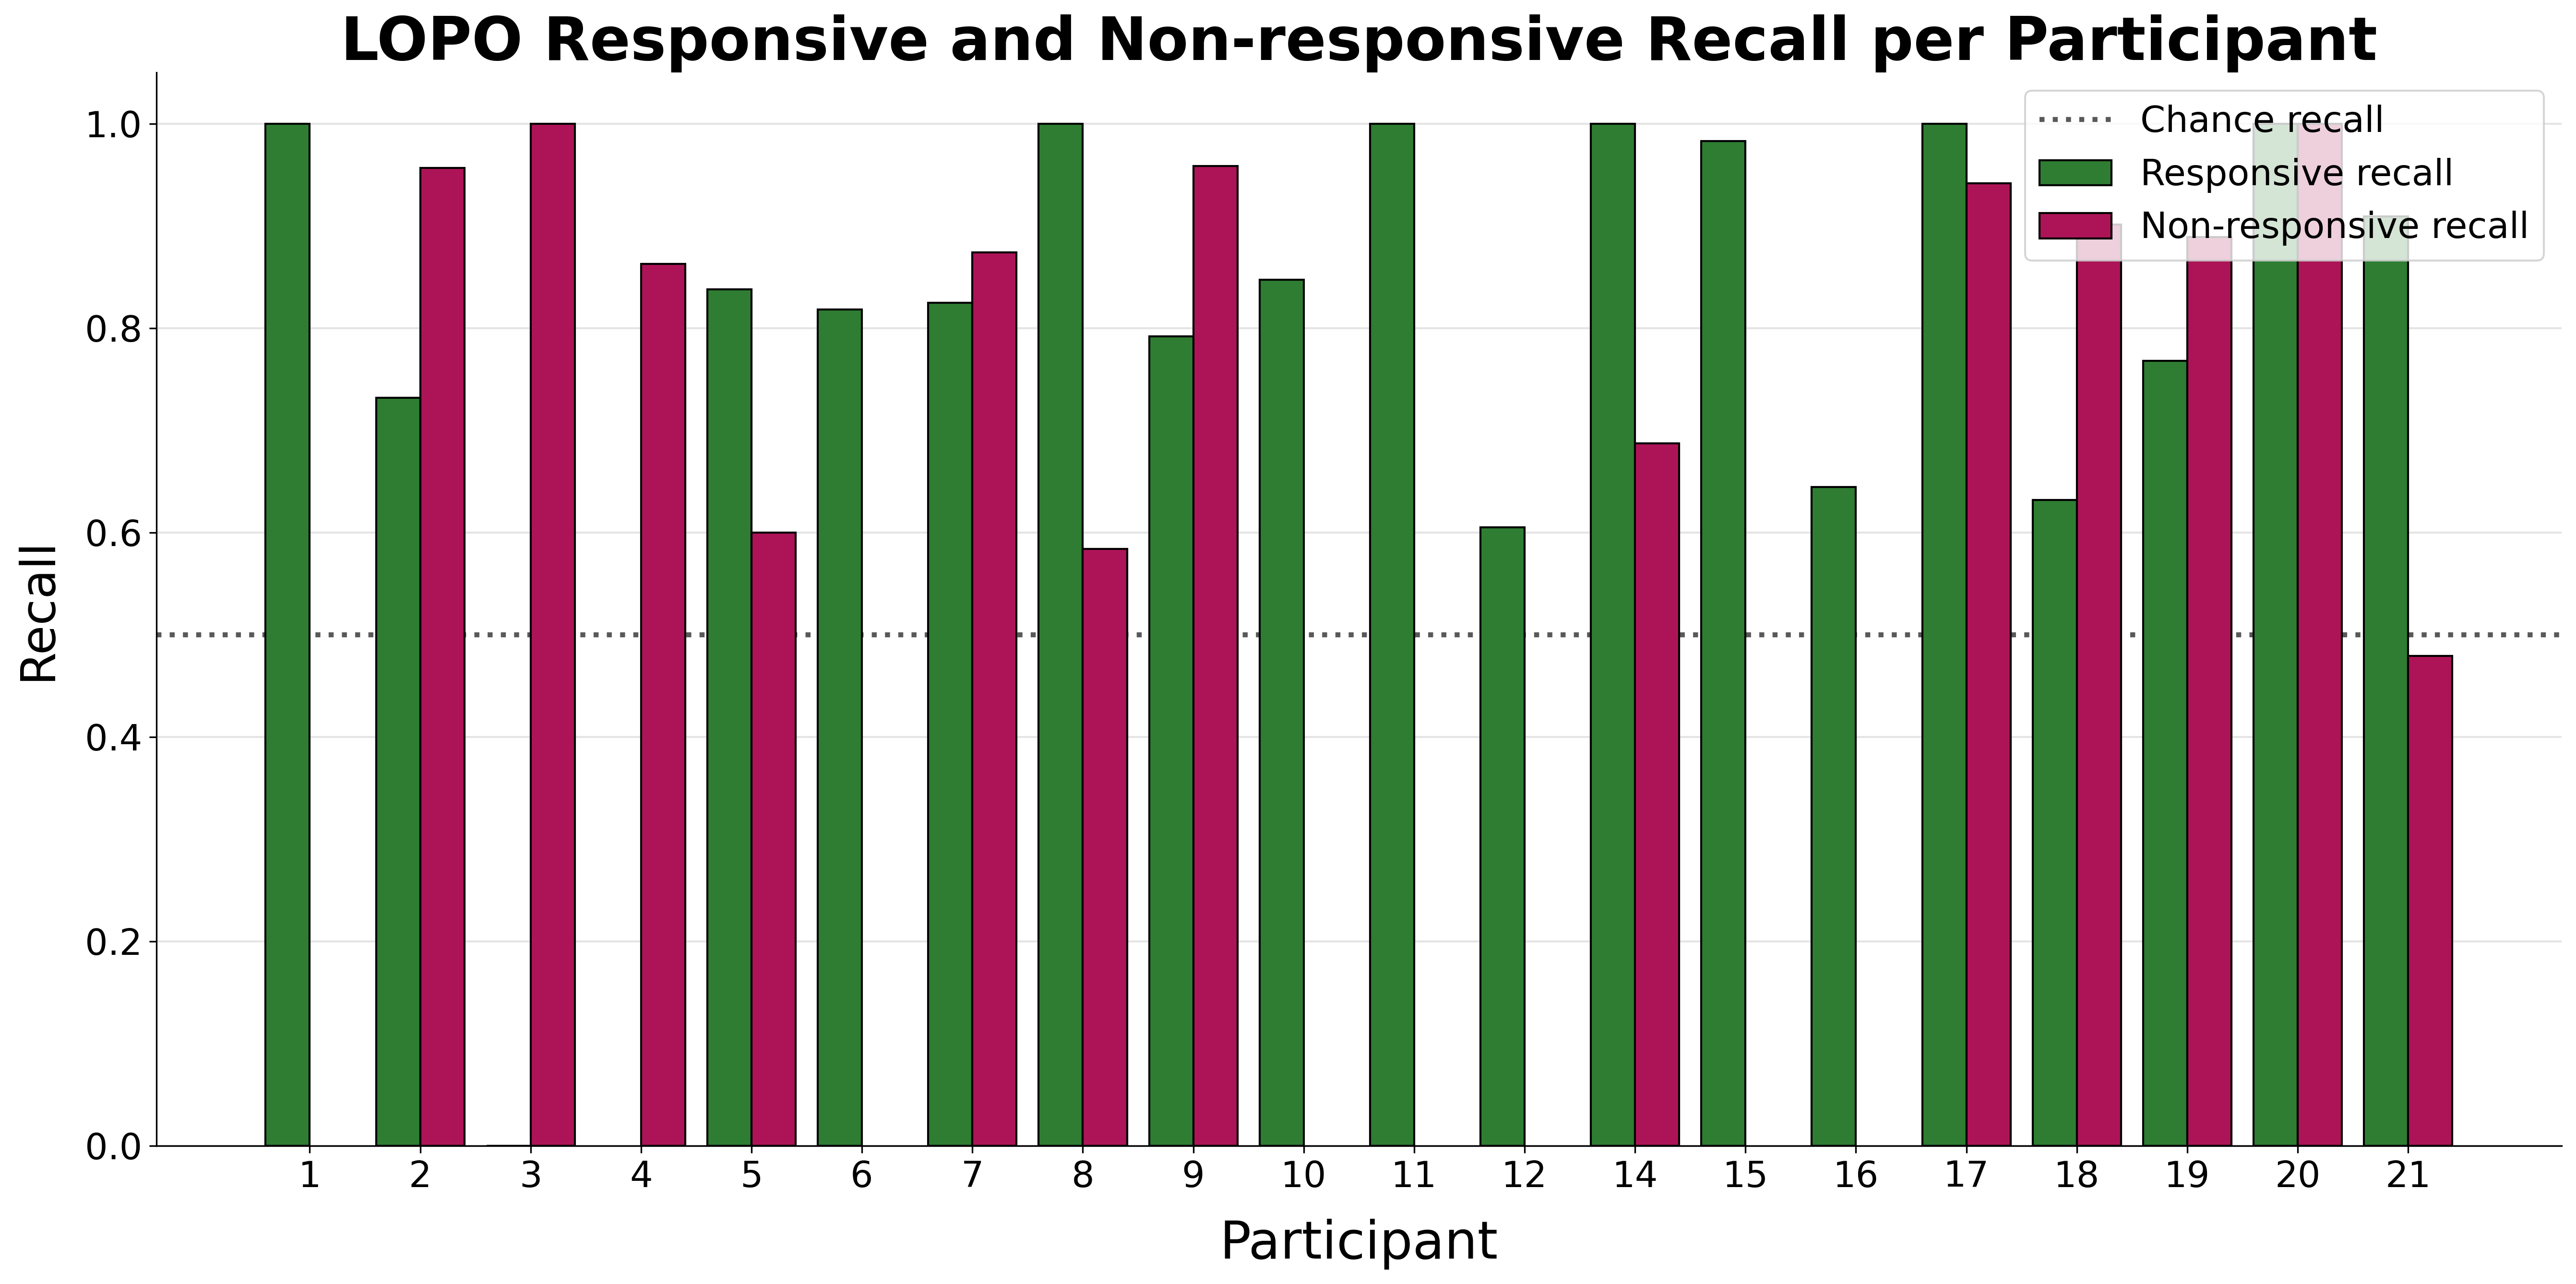 LOPO Responsive and Non-responsive Recall per Participant
Chance recall
Responsive recall
Non-responsive recall
1.0
0.8
0.6
0.4
0.2
0.0
Recall
1 2 3 4 5 6 7 8 9 10 11 12 14 15 16 17 18 19 20 21
Participant